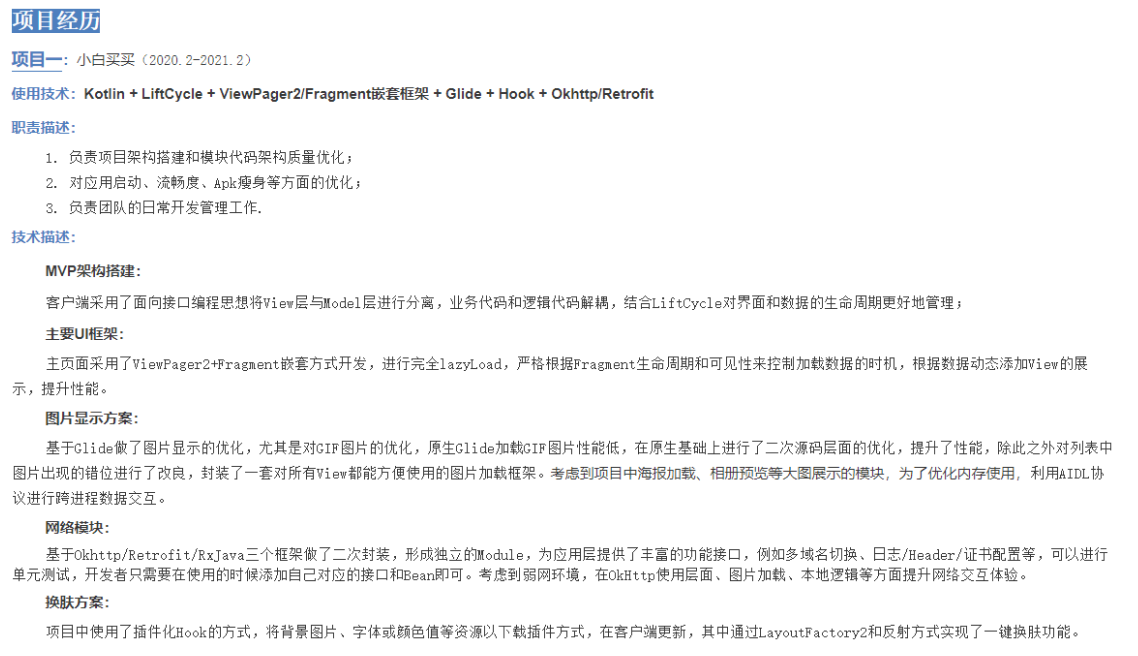 项目经历
项目一：小白买买（2020.2-2021.2）
使用技术：Kotlin + LiftCycle + ViewPager2/Fragment嵌套框架 + Glide + Hook + Okhttp/Retrofit
职责描述：
1. 负责项目架构搭建和模块代码架构质量优化；
2. 对应用启动、流畅度、Apk瘦身等方面的优化；
3. 负责团队的日常开发管理工作.
技术描述：
MVP架构搭建：
客户端采用了面向接口编程思想将View层与Model层进行分离，业务代码和逻辑代码解耦，结合LiftCycle对界面和数据的生命周期更好地管理；
主要UI框架：
主页面采用了ViewPager2+Fragment嵌套方式开发，进行完全lazyLoad，严格根据Fragment生命周期和可见性来控制加载数据的时机，根据数据动态添加View的展
示，提升性能。
图片显示方案：
基于Glide做了图片显示的优化，尤其是对GIF图片的优化，原生Glide加载GIF图片性能低，在原生基础上进行了二次源码层面的优化，提升了性能，除此之外对列表中
图片出现的错位进行了改良，封装了一套对所有View都能方便使用的图片加载框架。考虑到项目中海报加载、相册预览等大图展示的模块，为了优化内存使用，利用AIDL协
议进行跨进程数据交互。
网络模块：
基于Okhttp/Retrofit/RxJava三个框架做了二次封装，形成独立的Module，为应用层提供了丰富的功能接口，例如多域名切换、日志/Header/证书配置等，可以进行
单元测试，开发者只需要在使用的时候添加自己对应的接口和Bean即可。考虑到弱网环境，在OkHttp使用层面、图片加载、本地逻辑等方面提升网络交互体验。
换肤方案：
项目中使用了插件化Hook的方式，将背景图片、字体或颜色值等资源以下载插件方式，在客户端更新，其中通过LayoutFactory2和反射方式实现了一键换肤功能。